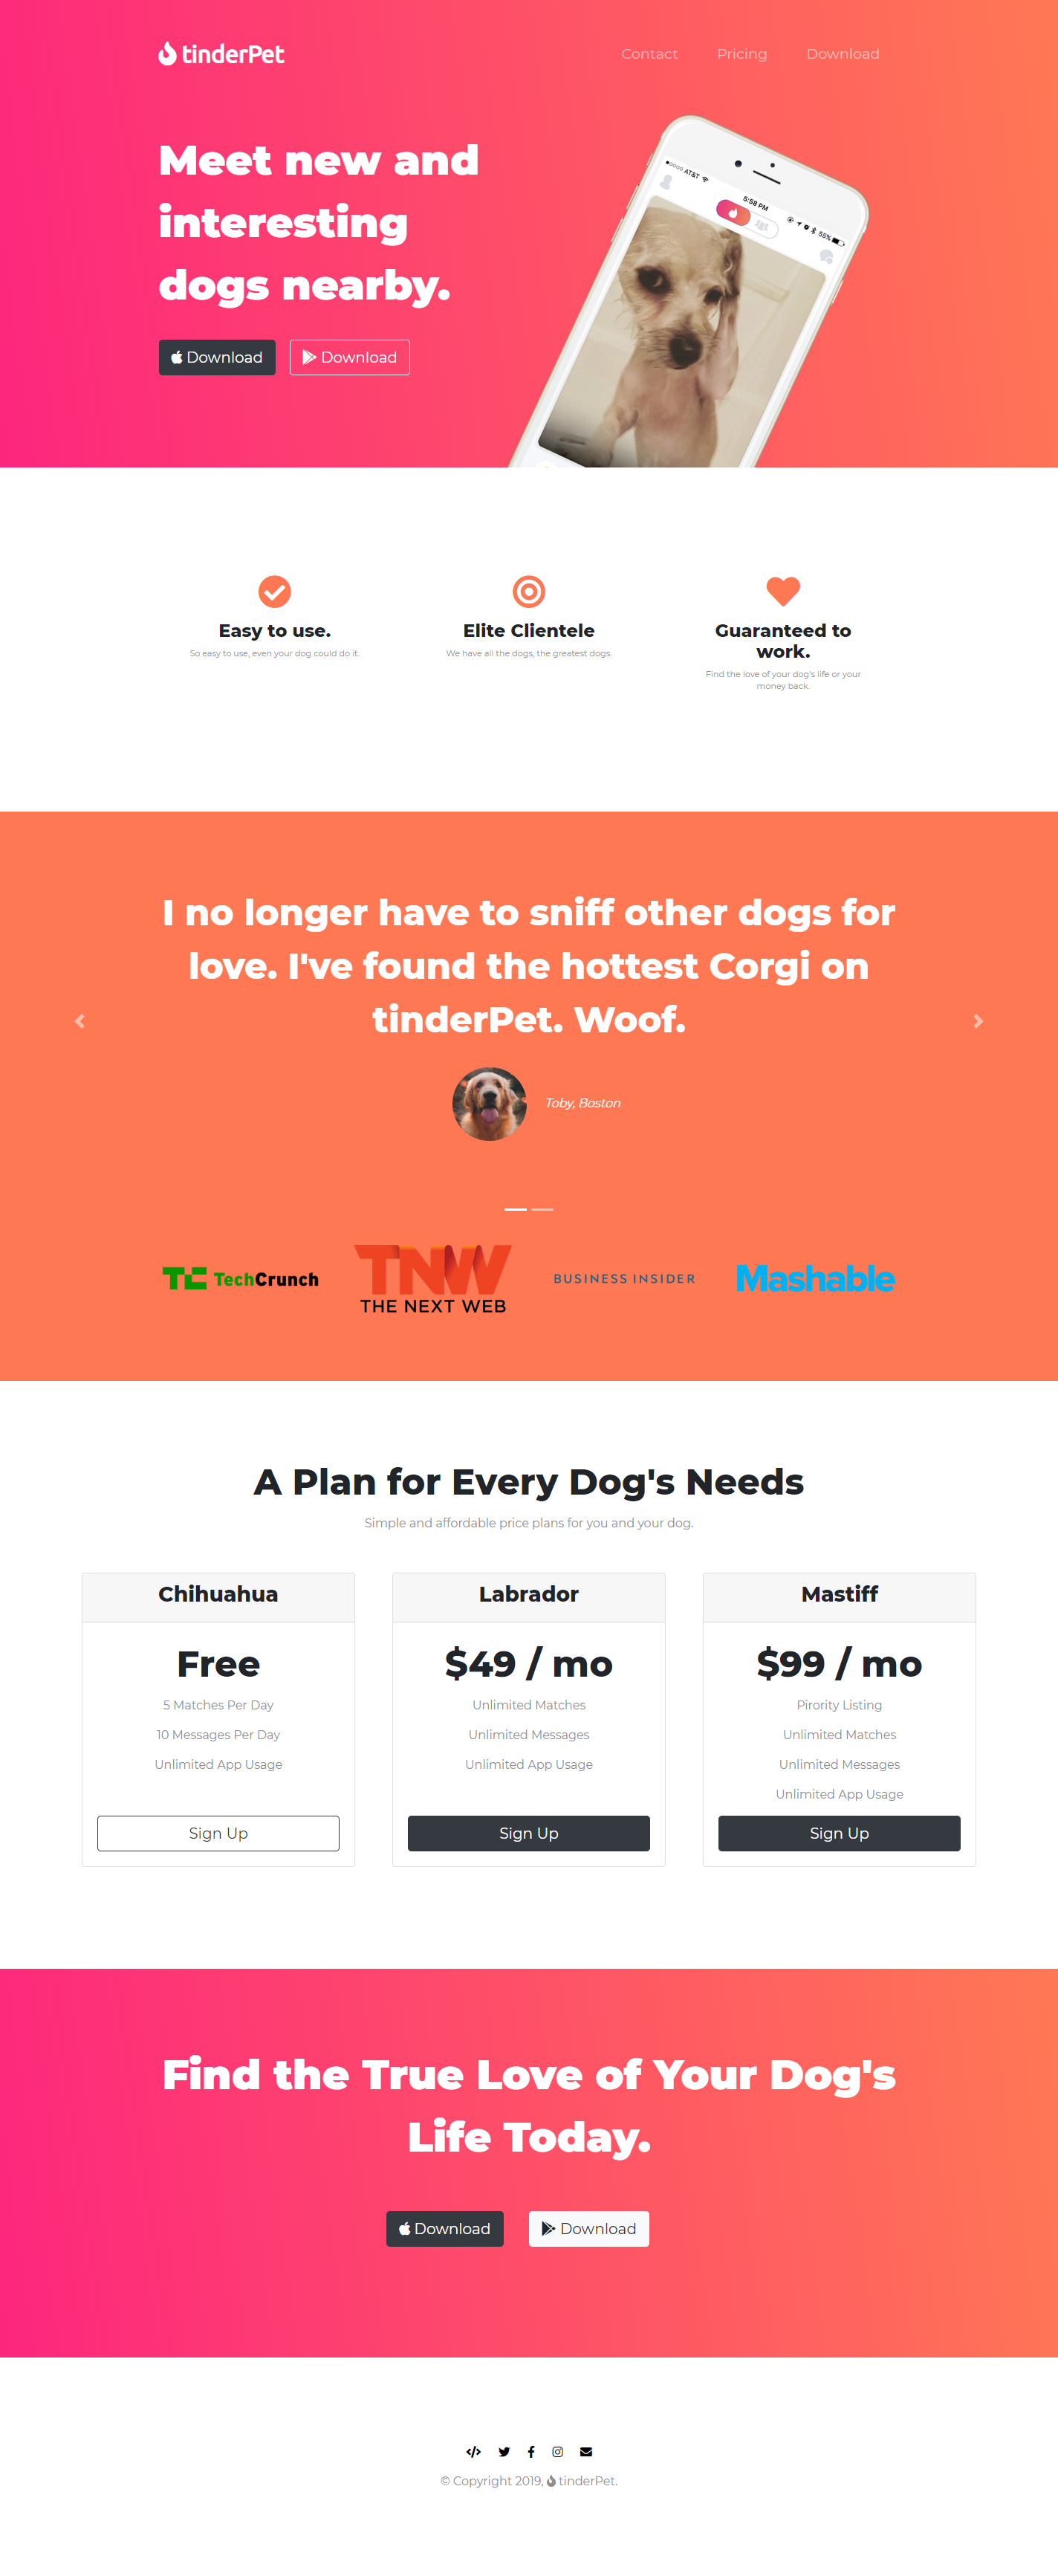 tinderPet
Contact Pricing Download
Meet new and
interesting
dogs nearby.
Download Download
AT&T
5:58 PM
55%
Easy to use.
So easy to use, even your dog could do it.
Elite Clientele
We have all the dogs, the greatest dogs.
Guaranteed to
work.
Find the love of your dog's life or your
money back.
I no longer have to sniff other dogs for
love. I've found the hottest Corgi on
tinderPet. Woof.
Toby, Boston
TC TechCrunch
TNW
THE NEXT WEB
BUSINESS INSIDER
Mashable
A Plan for Every Dog's Needs
Simple and affordable price plans for you and your dog.
Chihuahua
Free
5 Matches Per Day
10 Messages Per Day
Unlimited App Usage
Sign Up
Labrador
$49 / mo
Unlimited Matches
Unlimited Messages
Unlimited App Usage
Sign Up
Mastiff
$99 / mo
Pirority Listing
Unlimited Matches
Unlimited Messages
Unlimited App Usage
Sign Up
Find the True Love of Your Dog's
Life Today.
Download Download
© Copyright 2019, tinderPet.